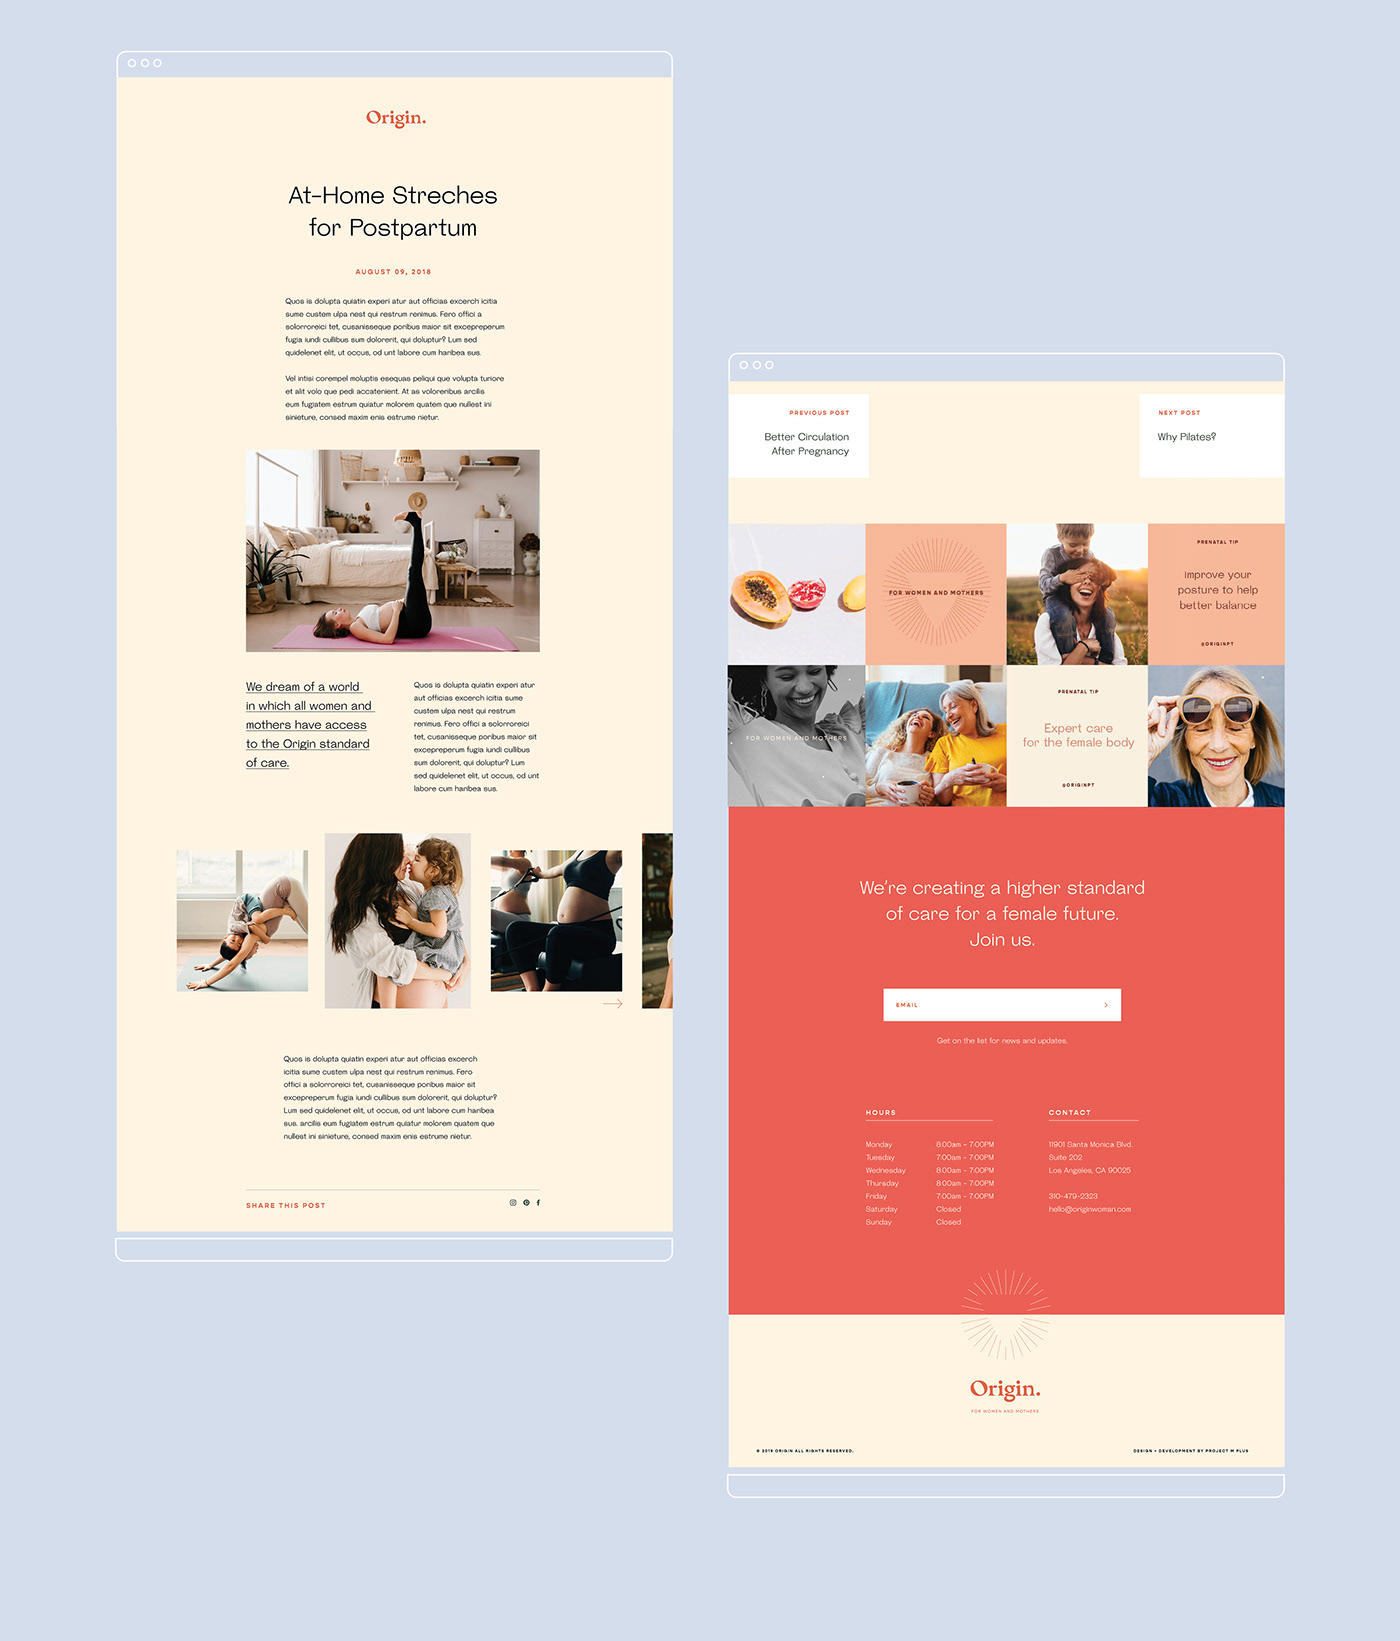 Origin.
At-Home Streches
for Postpartum
AUGUST 09, 2018
Quos is dolupta quiatin experi atur aut officias excerch icitia
sume custem ulpa nest qui restrum renimus. Fero offici a
solorroreici tet, cusanisseque poribus maior sit excepreperum
fugia iundi cullibus sum dolorerit, qui doluptur? Lum sed
quidelenet elit, ut occus, od unt labore cum haribea sus.
Vel intisi corempel moluptis esequas peliqui que volupta turiore
et alit volo que pedi accatenient. At as voloreribus arcilis
eum fugiatem estrum quiatur molorem quatem que nullest ini
sinieture, consed maxim enis estrume nietur.
We dream of a world
in which all women and
mothers have access
to the Origin standard
of care.
Quos is dolupta quiatin experi atur
aut officias excerch icitia sume
custem ulpa nest qui restrum
renimus. Fero offici a solorroreici
tet, cusanisseque poribus maior sit
excepreperum fugia iundi cullibus
sum dolorerit, qui doluptur? Lum
sed quidelenet elit, ut occus, od unt
labore cum haribea sus.
Quos is dolupta quiatin experi atur aut officias excerch
icitia sume custem ulpa nest qui restrum renimus. Fero
offici a solorroreici tet, cusanisseque poribus maior sit
excepreperum fugia iundi cullibus sum dolorerit, qui doluptur?
Lum sed quidelenet elit, ut occus, od unt labore cum haribea
sus. arcilis eum fugiatem estrum quiatur molorem quatem que
nullest ini sinieture, consed maxim enis estrume nietur.
SHARE THIS POST
PREVIOUS POST
Better Circulation
After Pregnancy
NEXT POST
Why Pilates?
FOR WOMEN AND MOTHERS
PRENATAL TIP
Improve your
posture to help
better balance
@ORIGINPT
FOR WOMEN AND MOTHERS
PRENATAL TIP
Expert care
for the female body
@ORIGINPT
We're creating a higher standard
of care for a female future.
Join us.
EMAIL
Get on the list for news and updates.
HOURS
Monday 8:00am - 7:00PM
Tuesday 7:00am - 7:00PM
Wednesday 8:00am - 7:00PM
Thursday 8:00am - 7:00PM
Friday 7:00am - 7:00PM
Saturday Closed
Sunday Closed
CONTACT
11901 Santa Monica Blvd.
Suite 202
Los Angeles, CA 90025
310-479-2323
hello@originwoman.com
Origin.
FOR WOMEN AND MOTHERS
© 2019 ORIGIN ALL RIGHTS RESERVED.
DESIGN + DEVELOPMENT BY PROJECT M PLUS